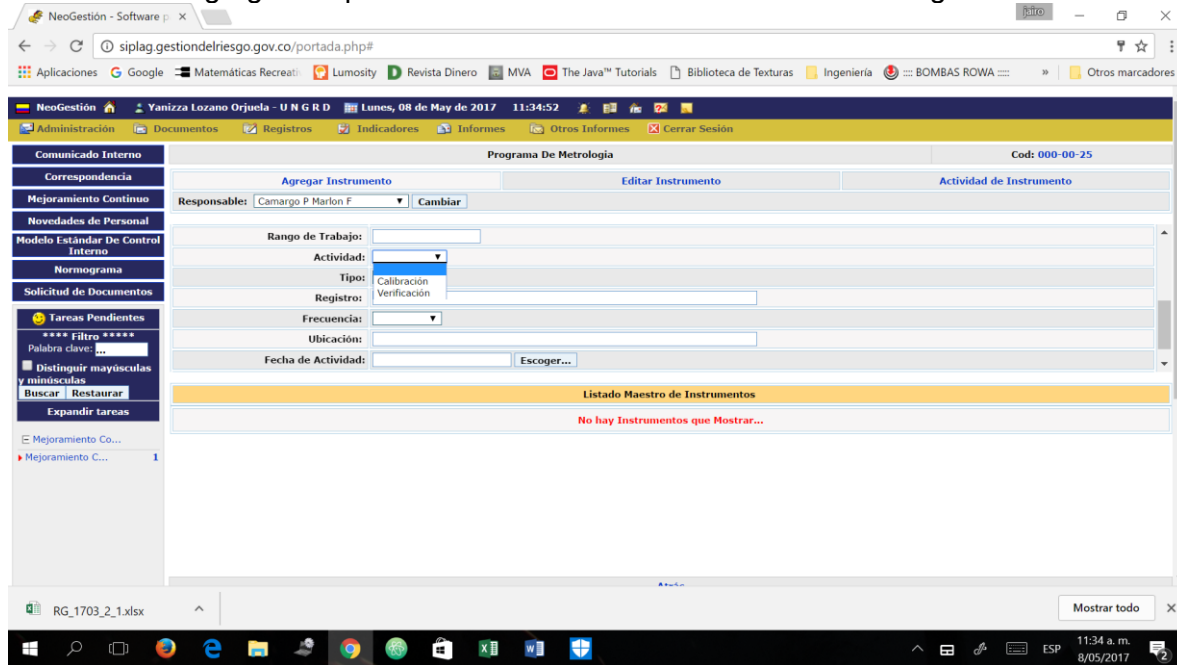 NeoGestión - Software p
jairo
siplag.gestiondelriesgo.gov.co/portada.php#
Aplicaciones Google Matemáticas Recreati Lumosity Revista Dinero MVA The Java™ Tutorials Biblioteca de Texturas Ingeniería :::: BOMBAS ROWA ::::: » Otros marcadores
NeoGestión Yanizza Lozano Orjuela - U N G R D Lunes, 08 de May de 2017 11:34:52
Administración Documentos Registros Indicadores Informes Otros Informes Cerrar Sesión
Comunicado Interno
Correspondencia
Mejoramiento Continuo
Novedades de Personal
Modelo Estándar De Control
Interno
Normograma
Solicitud de Documentos
Tareas Pendientes
**** Filtro *****
Palabra clave: ...
Distinguir mayúsculas
y minúsculas
Buscar Restaurar
Expandir tareas
Mejoramiento Co...
Mejoramiento C... 1
Programa De Metrologia Cod: 000-00-25
Agregar Instrumento Editar Instrumento Actividad de Instrumento
Responsable: Camargo P Marlon F Cambiar
Rango de Trabajo:
Actividad:
Tipo:
Calibración
Verificación
Registro:
Frecuencia:
Ubicación:
Fecha de Actividad: Escoger...
Listado Maestro de Instrumentos
No hay Instrumentos que Mostrar...
RG_1703_2_1.xlsx
Mostrar todo
ESP
11:34 a. m.
8/05/2017
2